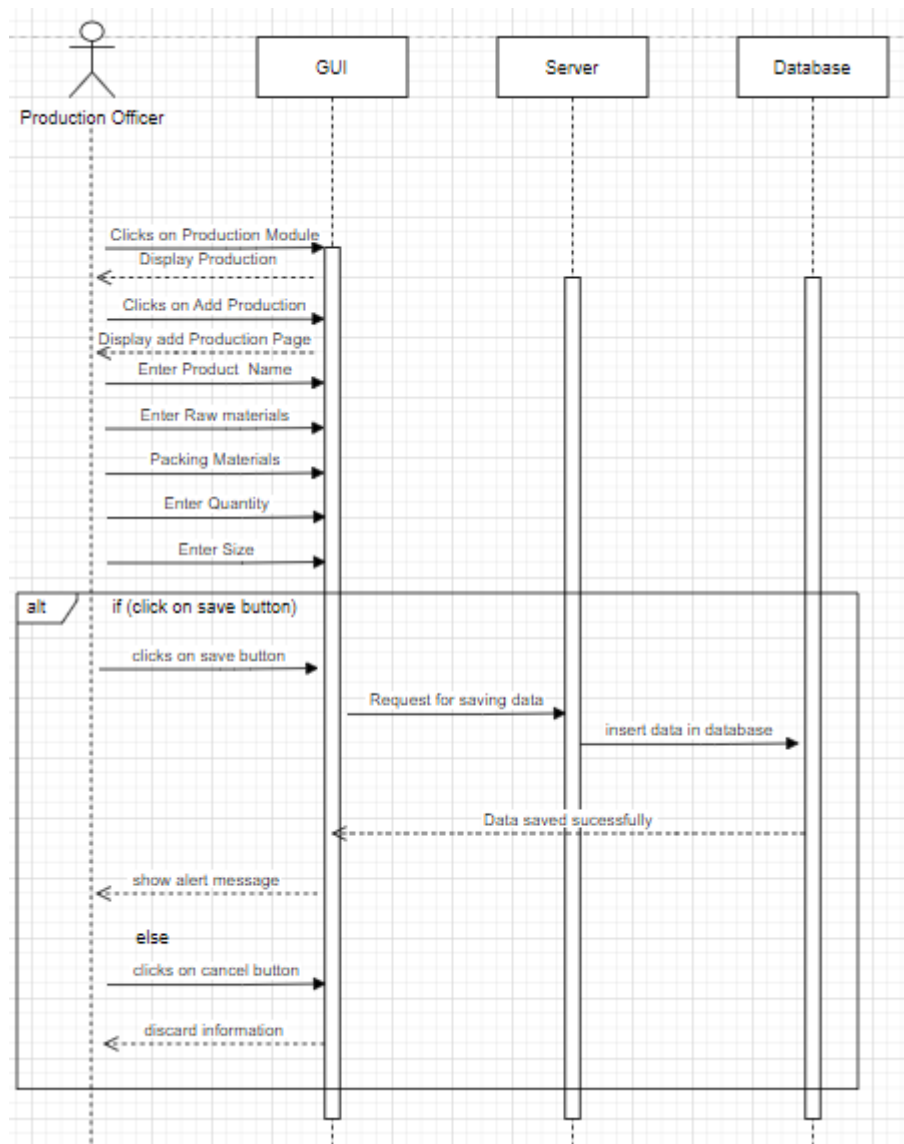 GUI
Server
Database
Production Officer
Clicks on Production Module
Display Production
Clicks on Add Production
Display add Production Page
Enter Product Name
Enter Raw materials
Packing Materials
Enter Quantity
Enter Size
alt
if (click on save button)
clicks on save button
Request for saving data
insert data in database
Data saved sucessfully
show alert message
else
clicks on cancel button
discard information